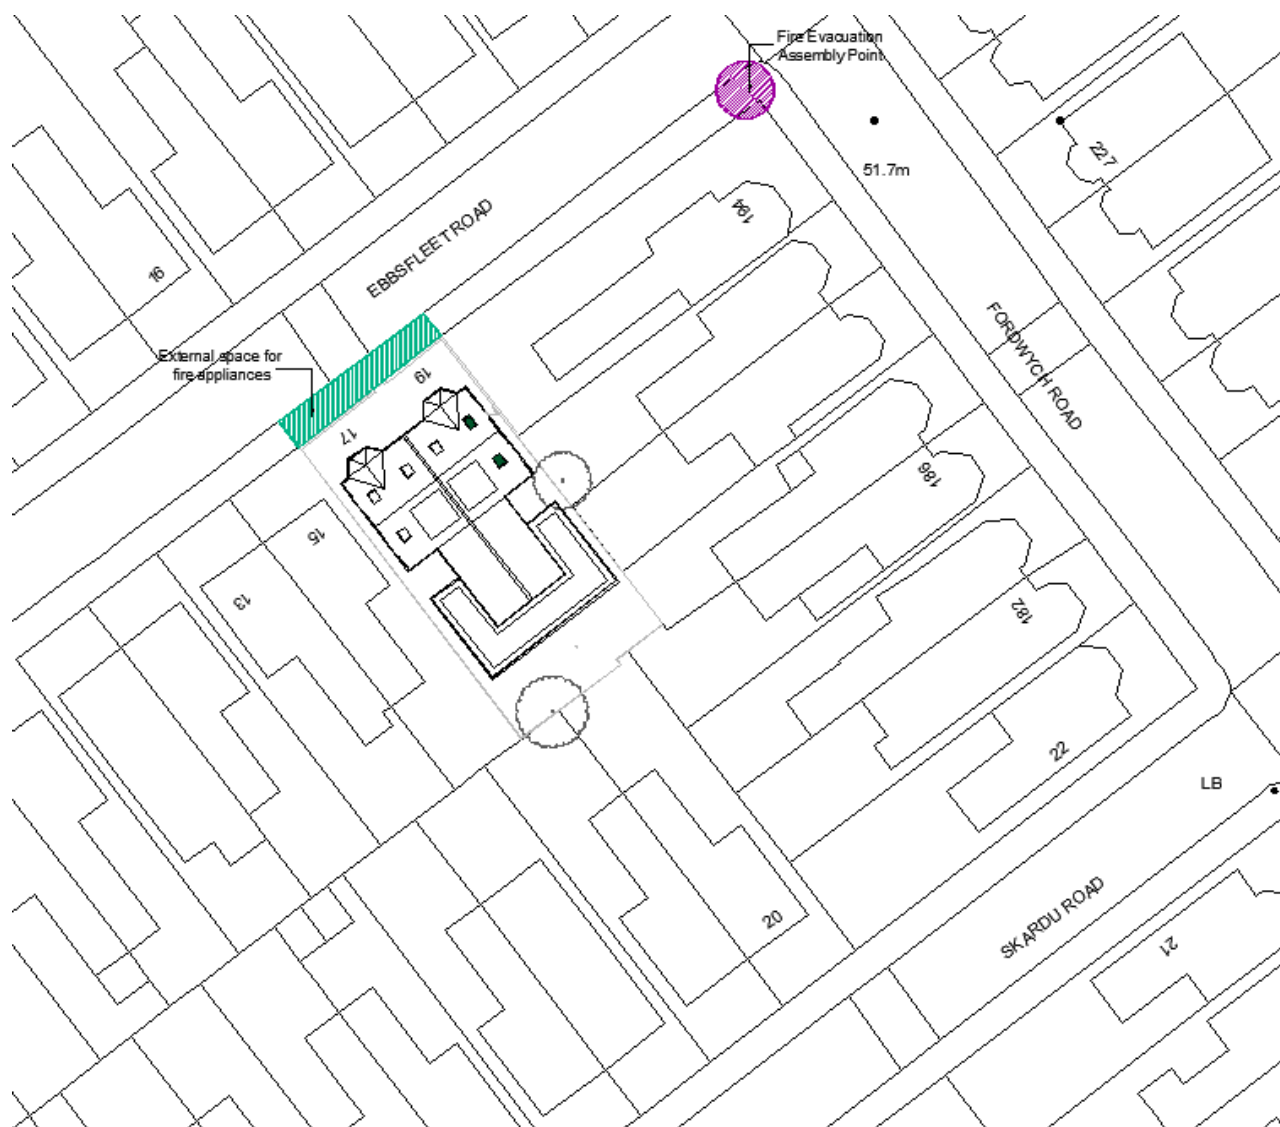 Fire Evacuation
Assembly Point
227
51.7m
194
EBBSFLEET ROAD
16
FORDWYCH ROAD
External space for
fire appliances
19
17
186
15
13
182
22
LB
20
SKARDU ROAD
21